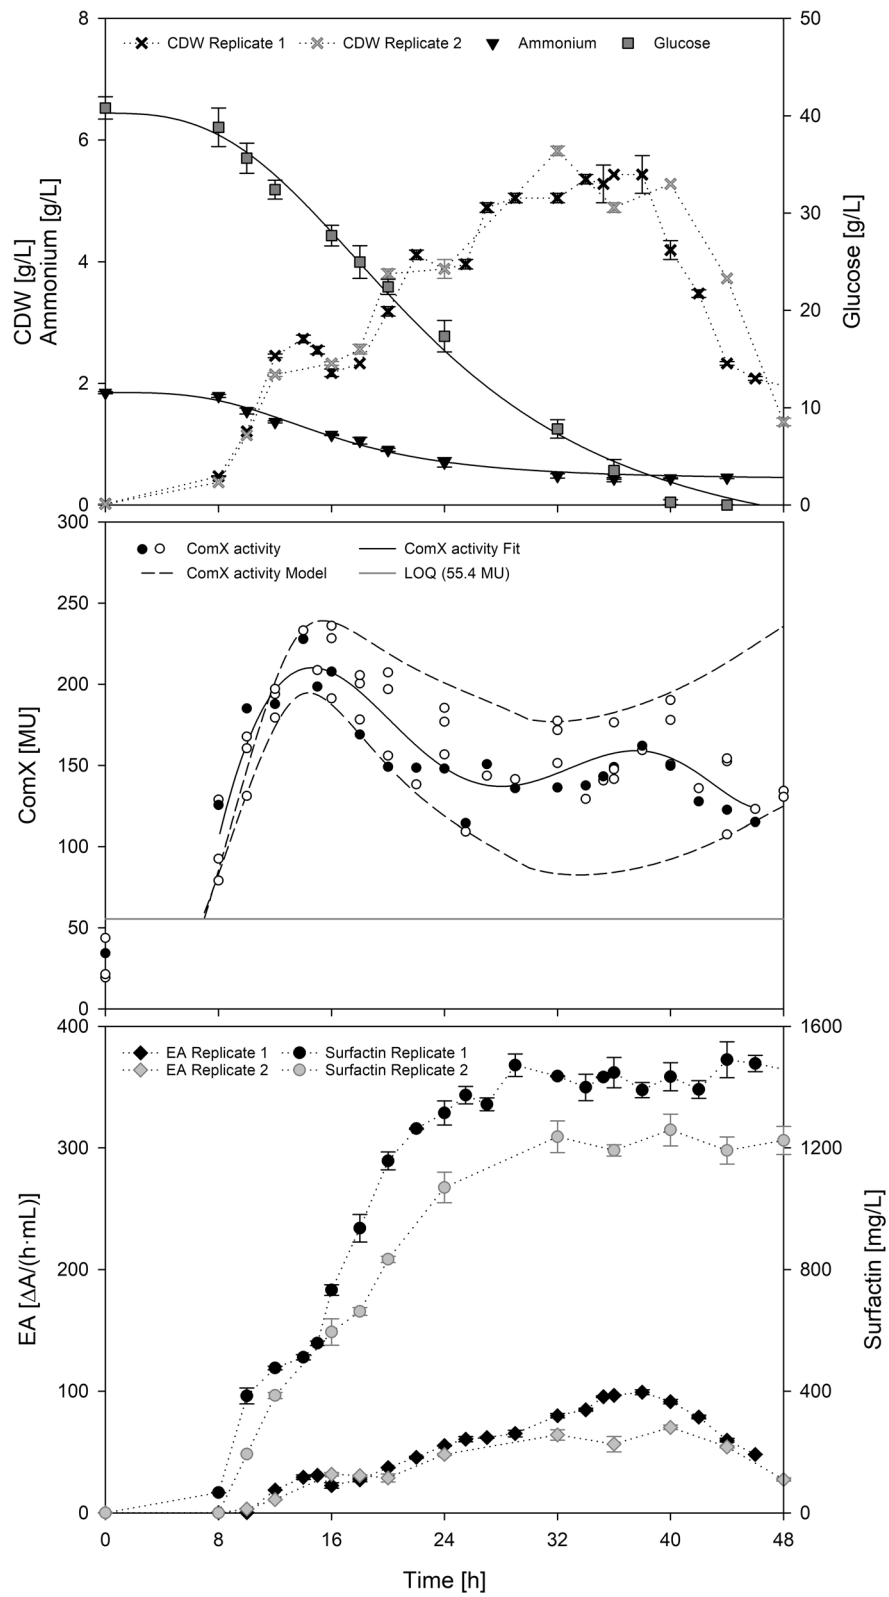 8
50
CDW Replicate 1
CDW Replicate 2
Ammonium
Glucose
6
40
30
4
20
2
10
0
0
CDW [g/L]
Ammonium [g/L]
Glucose [g/L]
300
ComX activity
ComX activity Fit
ComX activity Model
LOQ (55.4 MU)
250
200
150
100
50
0
ComX [MU]
400
1600
EA Replicate 1
Surfactin Replicate 1
EA Replicate 2
Surfactin Replicate 2
300
1200
200
800
100
400
0
0
EA [ΔA/(h·mL)]
Surfactin [mg/L]
0 8 16 24 32 40 48
Time [h]